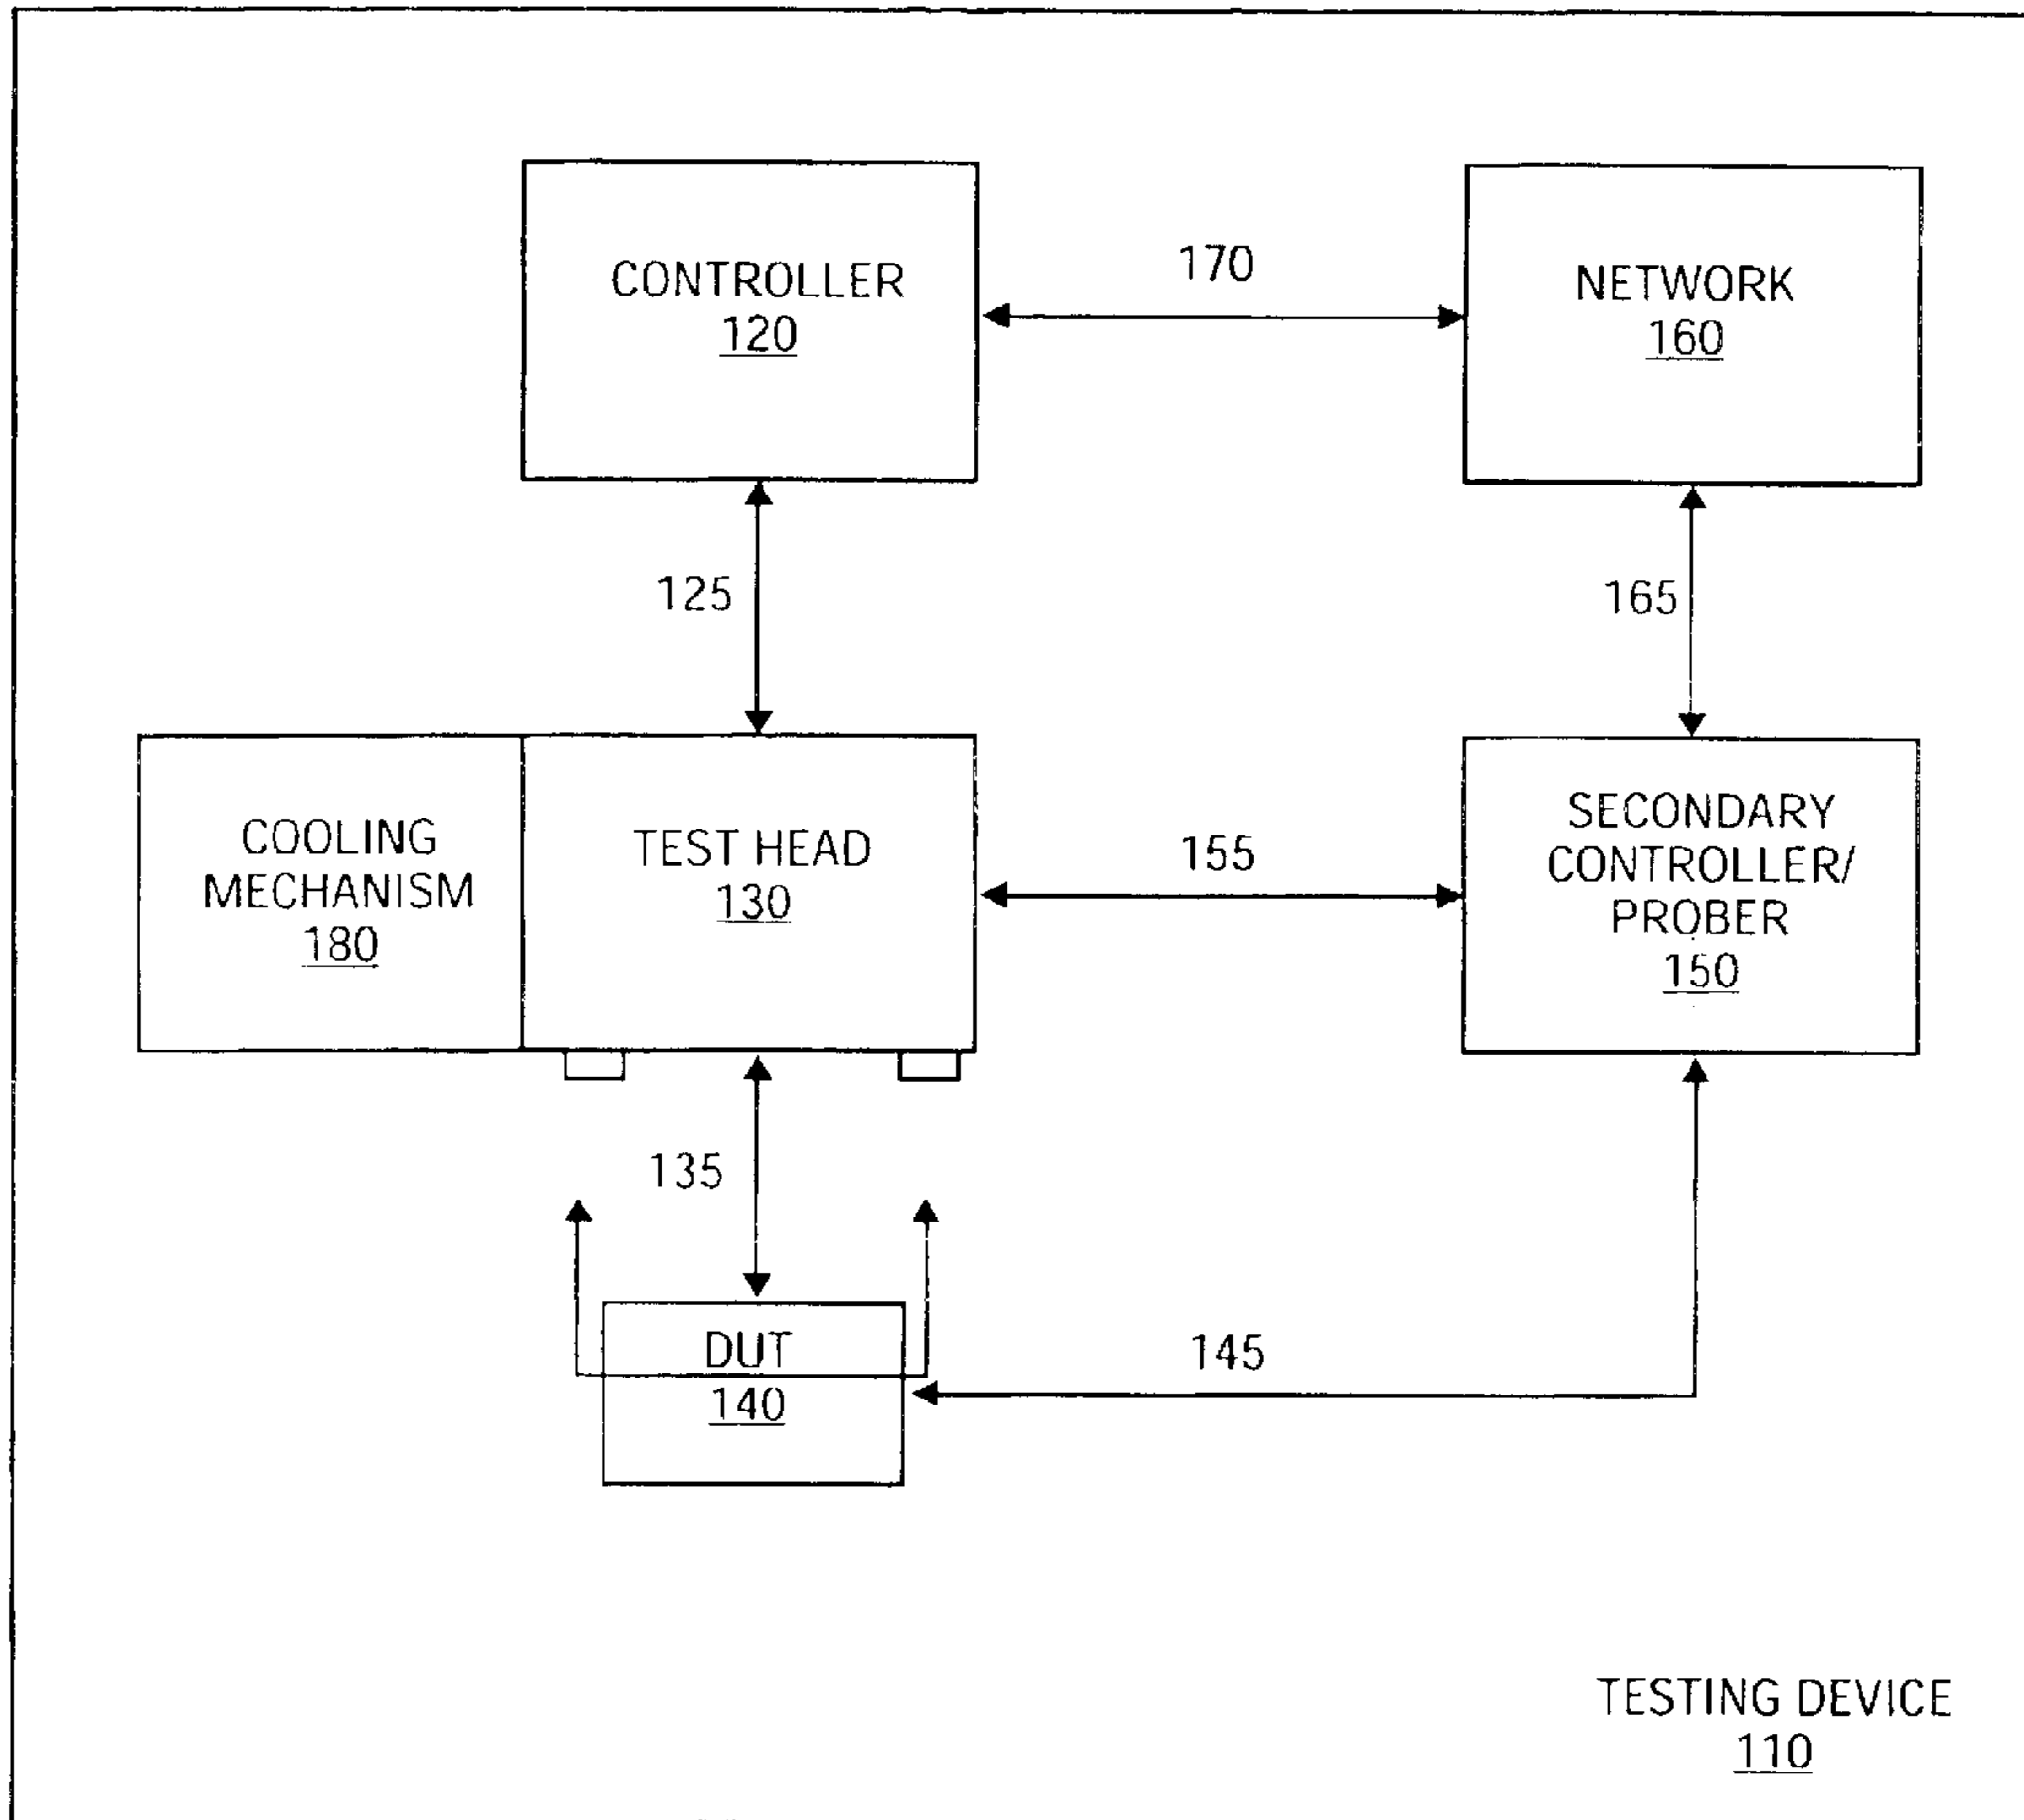 CONTROLLER
120
170
NETWORK
160
125
165
COOLING
MECHANISM
180
TEST HEAD
130
155
SECONDARY
CONTROLLER/
PROBER
150
135
DUT
140
145
TESTING DEVICE
110